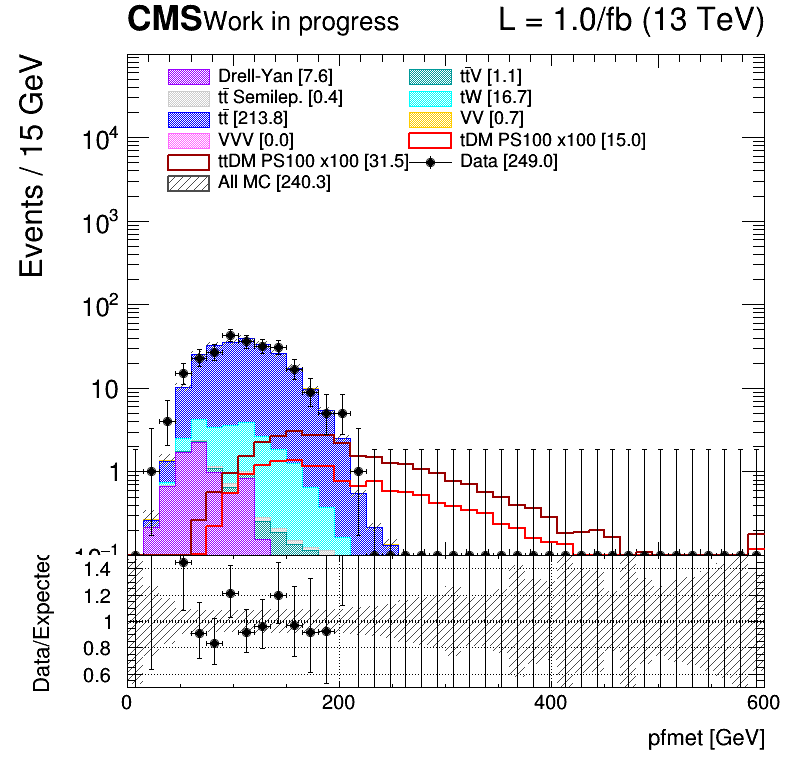 CMS Work in progress L = 1.0/fb (13 TeV)
Events / 15 GeV
Drell-Yan [7.6] tt̄V [1.1]
tt̄ Semilep. [0.4] tW [16.7]
tt̄ [213.8] VV [0.7]
VVV [0.0] tDM PS100 x100 [15.0]
ttDM PS100 x100 [31.5] Data [249.0]
All MC [240.3]
10⁴
10³
10²
10
1
10⁻¹
Data/Expected
1.4
1.2
1
0.8
0.6
0 200 400 600
pfmet [GeV]